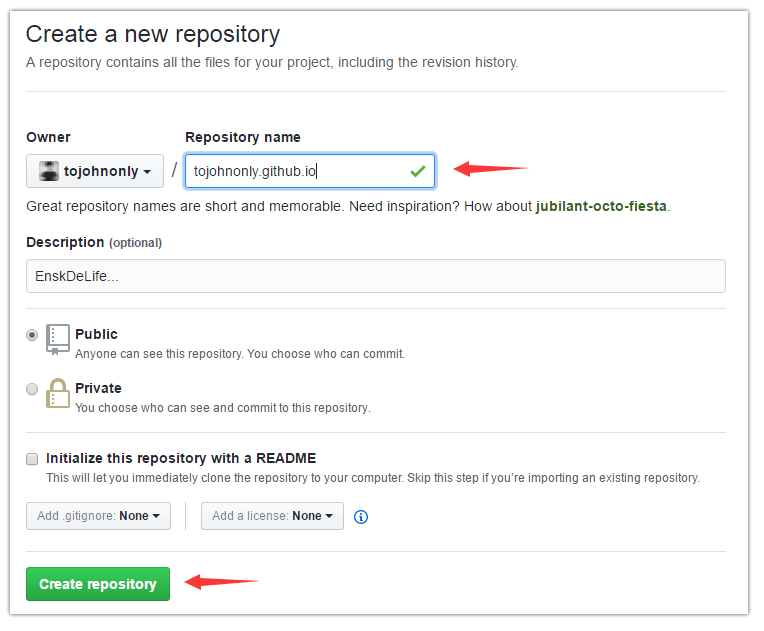 Create a new repository
A repository contains all the files for your project, including the revision history.
Owner
Repository name
tojohnonly / tojohnonly.github.io
Great repository names are short and memorable. Need inspiration? How about jubilant-octo-fiesta.
Description (optional)
EnskDeLife...
Public
Anyone can see this repository. You choose who can commit.
Private
You choose who can see and commit to this repository.
Initialize this repository with a README
This will let you immediately clone the repository to your computer. Skip this step if you’re importing an existing repository.
Add .gitignore: None
Add a license: None
Create repository